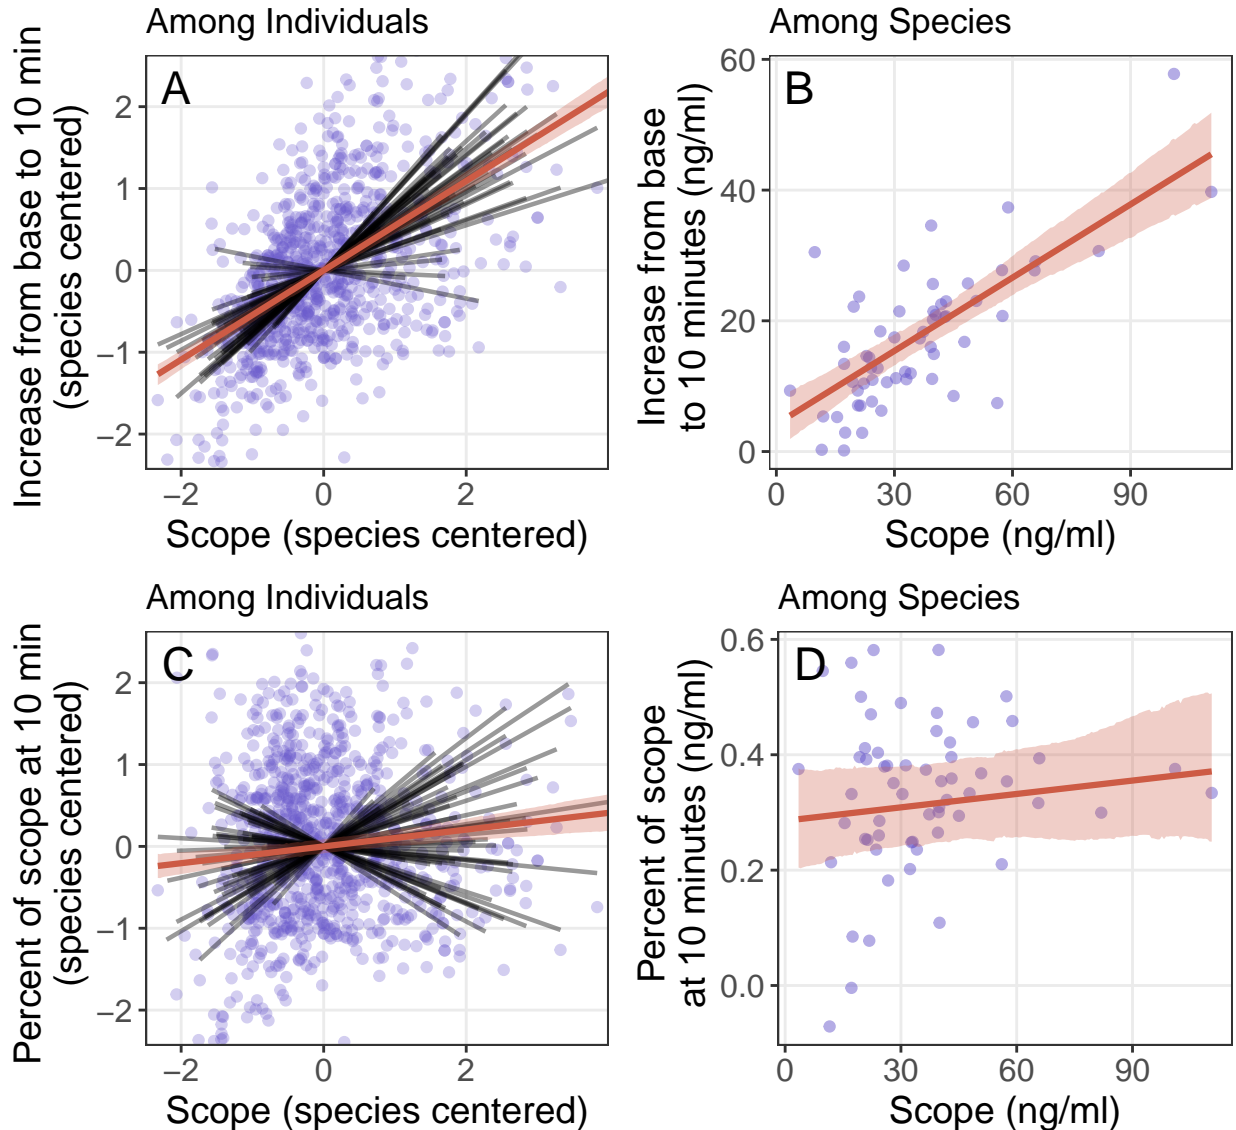 Among Individuals
Increase from base to 10 min
(species centered)
A
2
1
0
−1
−2
−2 0 2
Scope (species centered)
Among Species
Increase from base
to 10 minutes (ng/ml)
B
60
40
20
0
0 30 60 90
Scope (ng/ml)
Among Individuals
Percent of scope at 10 min
(species centered)
C
2
1
0
−1
−2
−2 0 2
Scope (species centered)
Among Species
Percent of scope
at 10 minutes (ng/ml)
D
0.6
0.4
0.2
0.0
0 30 60 90
Scope (ng/ml)